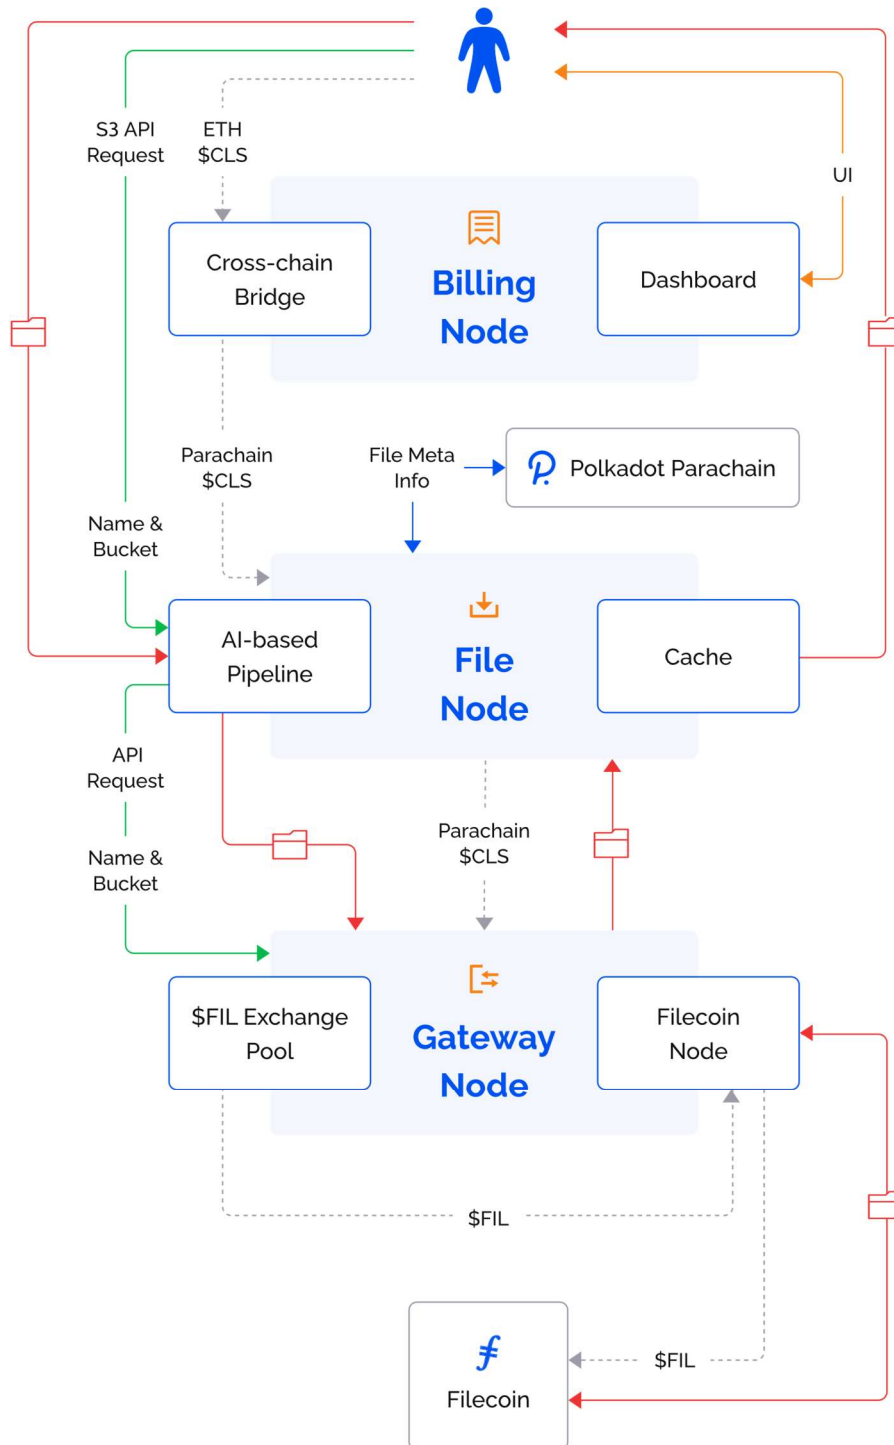 S3 API
Request
ETH
$CLS
UI
Cross-chain
Bridge
Billing
Node
Dashboard
Parachain
$CLS
File Meta
Info
Polkadot Parachain
Name &
Bucket
AI-based
Pipeline
File
Node
Cache
API
Request
Parachain
$CLS
Name &
Bucket
$FIL Exchange
Pool
Gateway
Node
Filecoin
Node
$FIL
$FIL
Filecoin